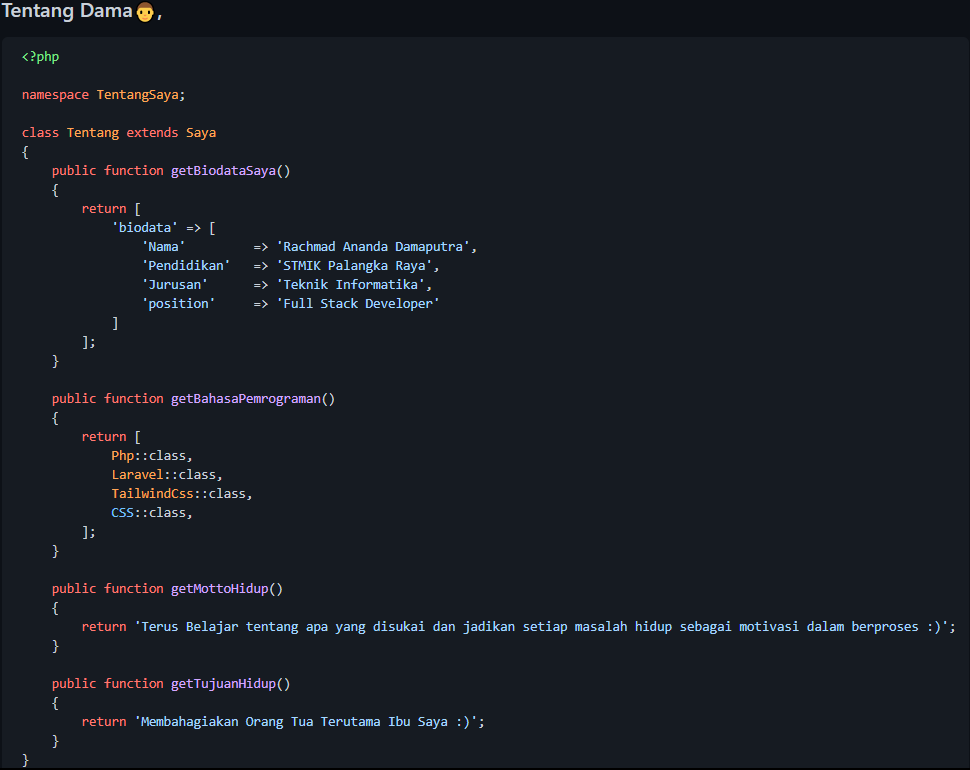 Tentang Dama👨,
<?php
namespace TentangSaya;
class Tentang extends Saya
{
    public function getBiodataSaya()
    {
        return [
            'biodata' => [
                'Nama'         => 'Rachmad Ananda Damaputra',
                'Pendidikan'   => 'STMIK Palangka Raya',
                'Jurusan'      => 'Teknik Informatika',
                'position'     => 'Full Stack Developer'
            ]
        ];
    }
    public function getBahasaPemrograman()
    {
        return [
            Php::class,
            Laravel::class,
            TailwindCss::class,
            CSS::class,
        ];
    }
    public function getMottoHidup()
    {
        return 'Terus Belajar tentang apa yang disukai dan jadikan setiap masalah hidup sebagai motivasi dalam berproses :)';
    }
    public function getTujuanHidup()
    {
        return 'Membahagiakan Orang Tua Terutama Ibu Saya :)';
    }
}